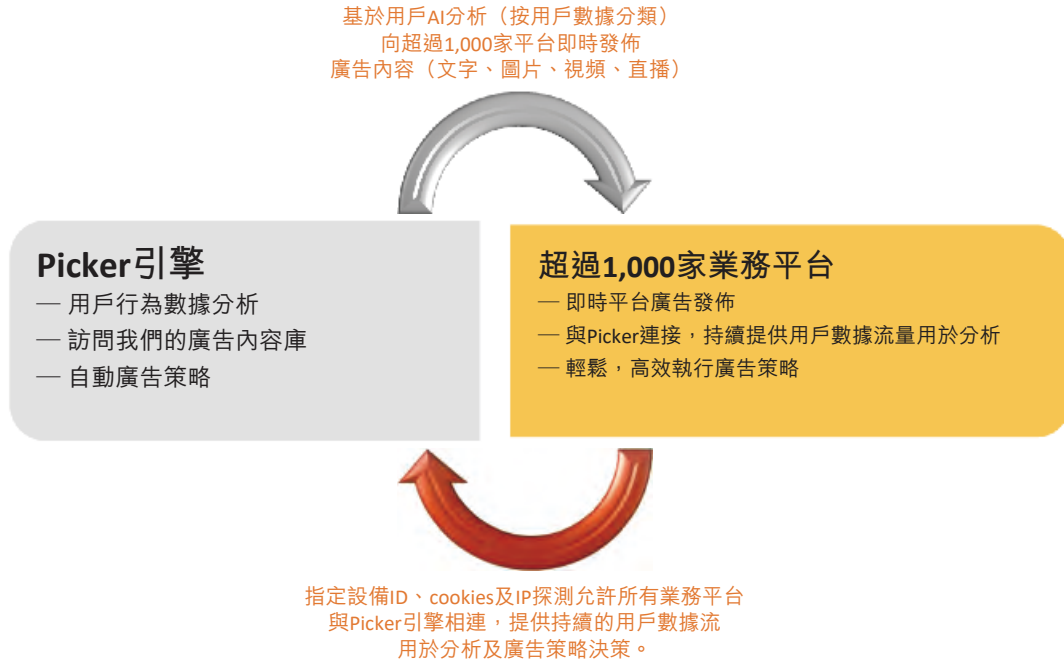 基於用戶AI分析（按用戶數據分類）
向超過1,000家平台即時發佈
廣告內容（文字、圖片、視頻、直播）
Picker引擎
— 用戶行為數據分析
— 訪問我們的廣告內容庫
— 自動廣告策略
超過1,000家業務平台
— 即時平台廣告發佈
— 與Picker連接，持續提供用戶數據流量用於分析
— 輕鬆，高效執行廣告策略
指定設備ID、cookies及IP探測允許所有業務平台
與Picker引擎相連，提供持續的用戶數據流
用於分析及廣告策略決策。